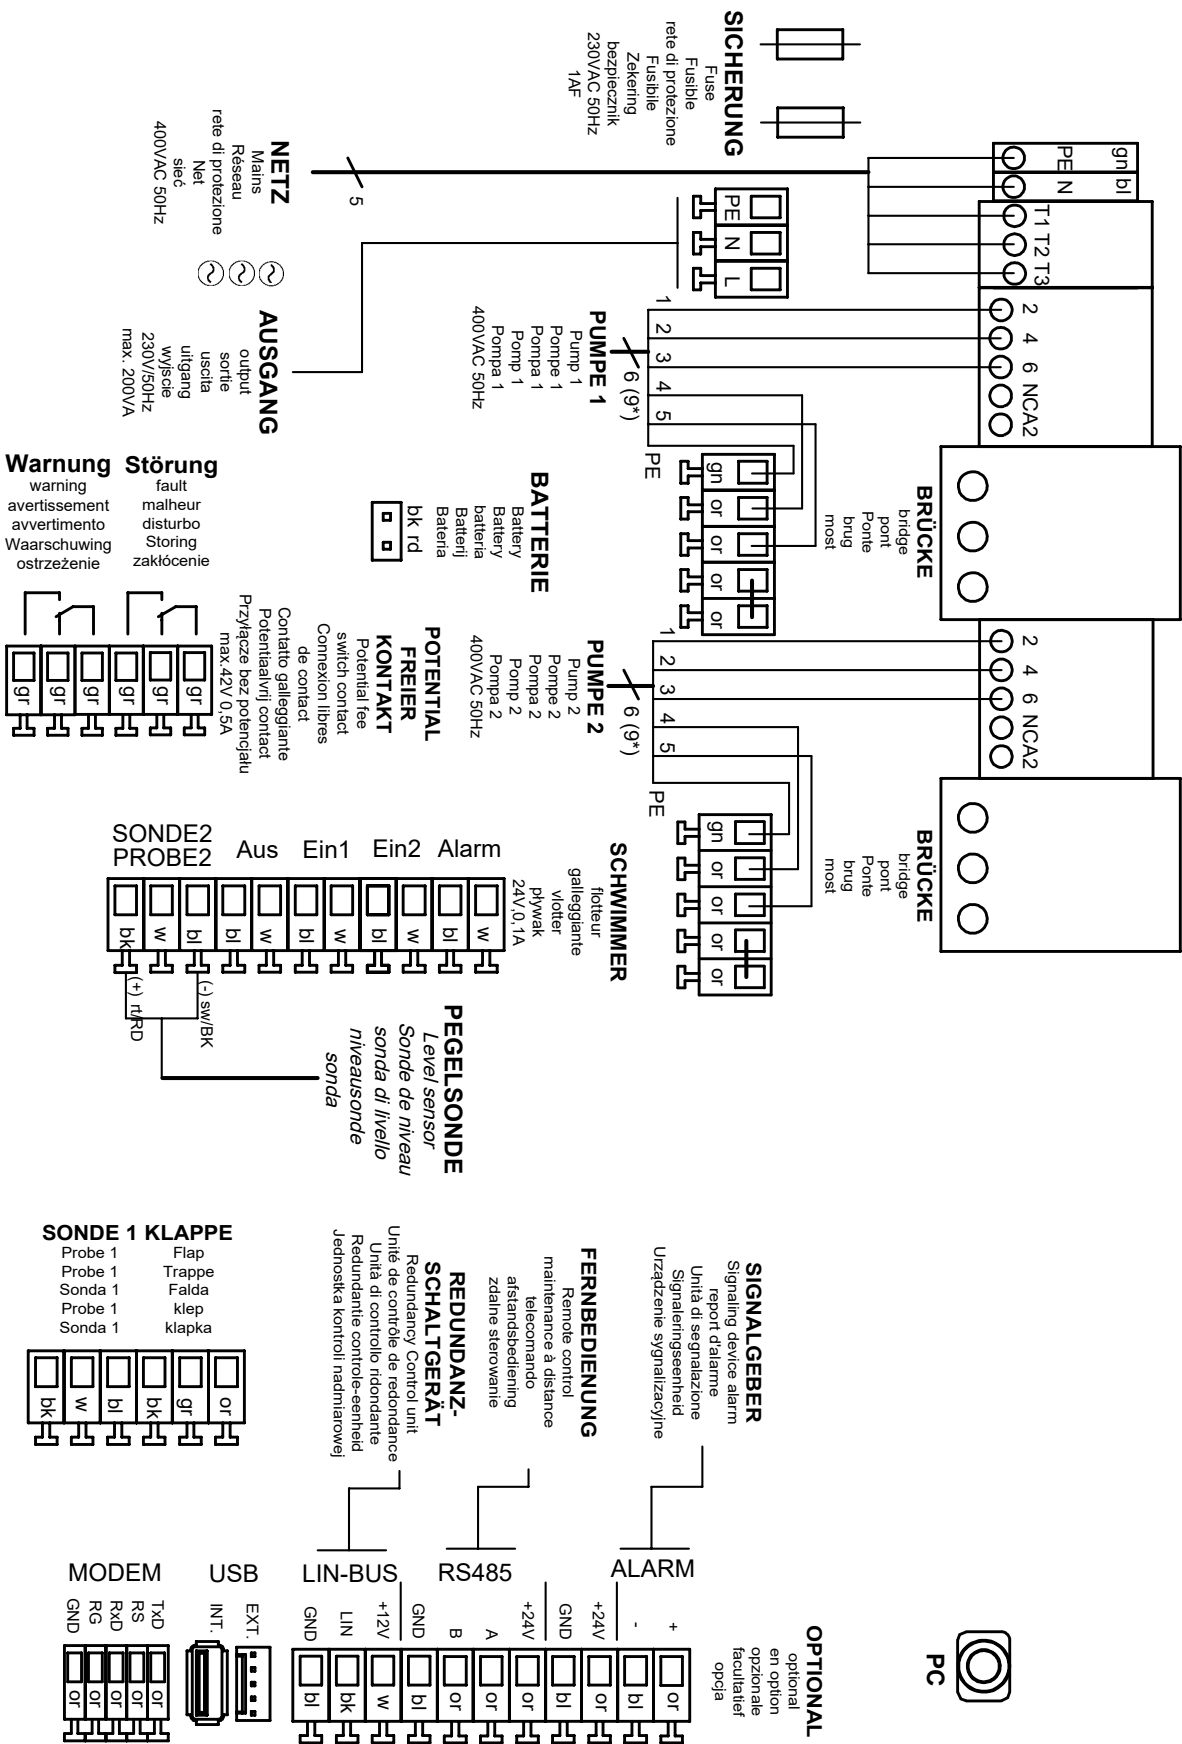 SICHERUNG
Fuse
Fusible
rete di protezione
Fusibile
Zekering
bezpiecznik
230VAC 50Hz
1AF
NETZ
Mains
Réseau
rete di protezione
Net
sieć
400VAC 50Hz
5
gn bl
PE N
T1 T2 T3
2 4 6 NCA2
PE N L
AUSGANG
output
sortie
uscita
uitgang
wyjscie
230V/50Hz
max. 200VA
PUMPE 1
Pump 1
Pompe 1
Pompa 1
Pomp 1
Pompa 1
400VAC 50Hz
6 (9*)
1 2 3 4 5 PE
gn or or or or
BRÜCKE
bridge
pont
Ponte
brug
most
BATTERIE
Battery
Battery
batteria
Batterij
Bateria
bk rd
Warnung
warning
avertissement
avvertimento
Waarschuwing
ostrzeżenie
Störung
fault
malheur
disturbo
Storing
zakłócenie
gr gr gr gr gr gr
POTENTIAL
FREIER
KONTAKT
Potential fee
switch contact
Connexion libres
de contact
Contatto galleggiante
Potentiaalvrij contact
Przyłącze bez potencjału
max.42V 0,5A
PUMPE 2
Pump 2
Pompe 2
Pompa 2
Pomp 2
Pompa 2
400VAC 50Hz
6 (9*)
1 2 3 4 5 PE
2 4 6 NCA2
gn or or or or
BRÜCKE
bridge
pont
Ponte
brug
most
SCHWIMMER
flotteur
galleggiante
vlotter
pływak
24V,0,1A
SONDE2
PROBE2
Aus Ein1 Ein2 Alarm
bk w bl bl w bl w bl w bl w
(+) rt/RD
(-) sw/BK
PEGELSONDE
Level sensor
Sonde de niveau
sonda di livello
niveausonde
sonda
SONDE 1 KLAPPE
Probe 1 Flap
Probe 1 Trappe
Sonda 1 Falda
Probe 1 klep
Sonda 1 klapka
bk w bl bk gr or
REDUNDANZ-
SCHALTGERÄT
Redundancy Control unit
Unité de contrôle de redondance
Unità di controllo ridondante
Redundantie controle-eenheid
Jednostka kontroli nadmiarowej
FERNBEDIENUNG
Remote control
maintenance à distance
telecomando
afstandsbediening
zdalne sterowanie
SIGNALGEBER
Signaling device alarm
report d'alarme
Unità di segnalazione
Signaleringseenheid
Urządzenie sygnalizacyjne
MODEM
GND RG RxD RS TxD
or or or or or
USB
INT. EXT.
LIN-BUS
RS485
ALARM
GND LIN +12V GND B A +24V GND +24V - +
bl bk w bl or or or bl or bl or
OPTIONAL
optional
en option
opzionale
facultatief
opcja
PC